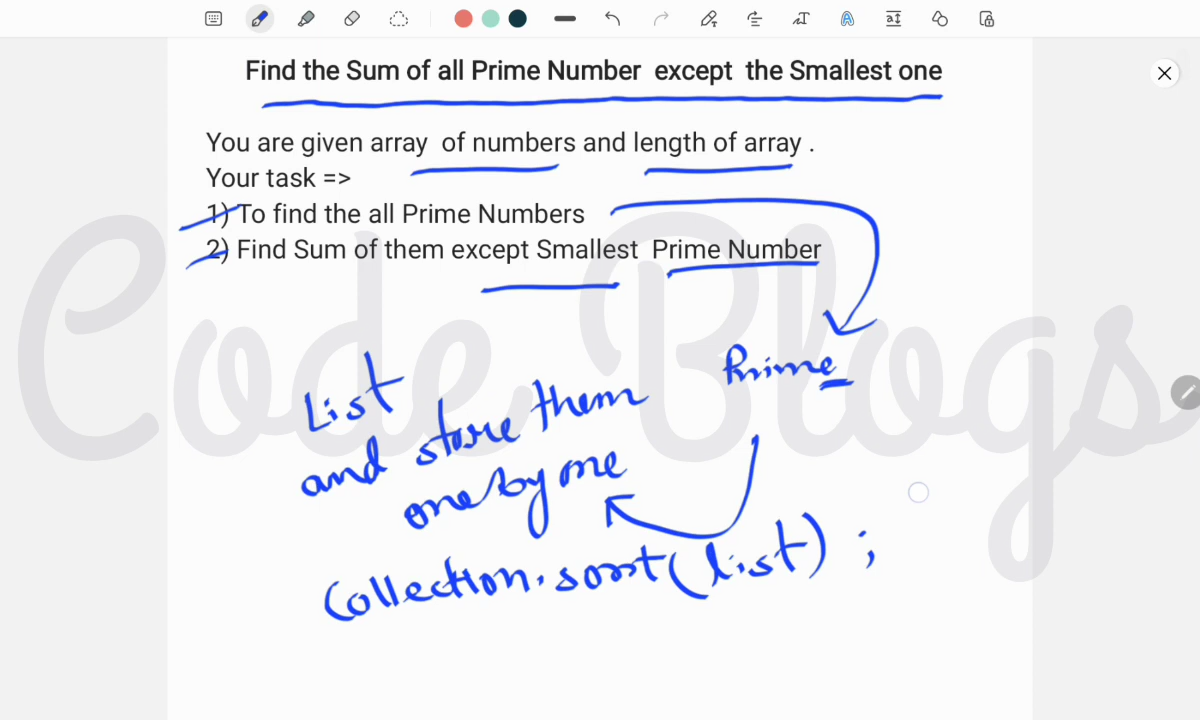 Find the Sum of all Prime Number except the Smallest one
You are given array of numbers and length of array .
Your task =>
1) To find the all Prime Numbers
2) Find Sum of them except Smallest Prime Number
Prime
List
and store them
one by one
Collection.sort(list) ;
Code Blogs